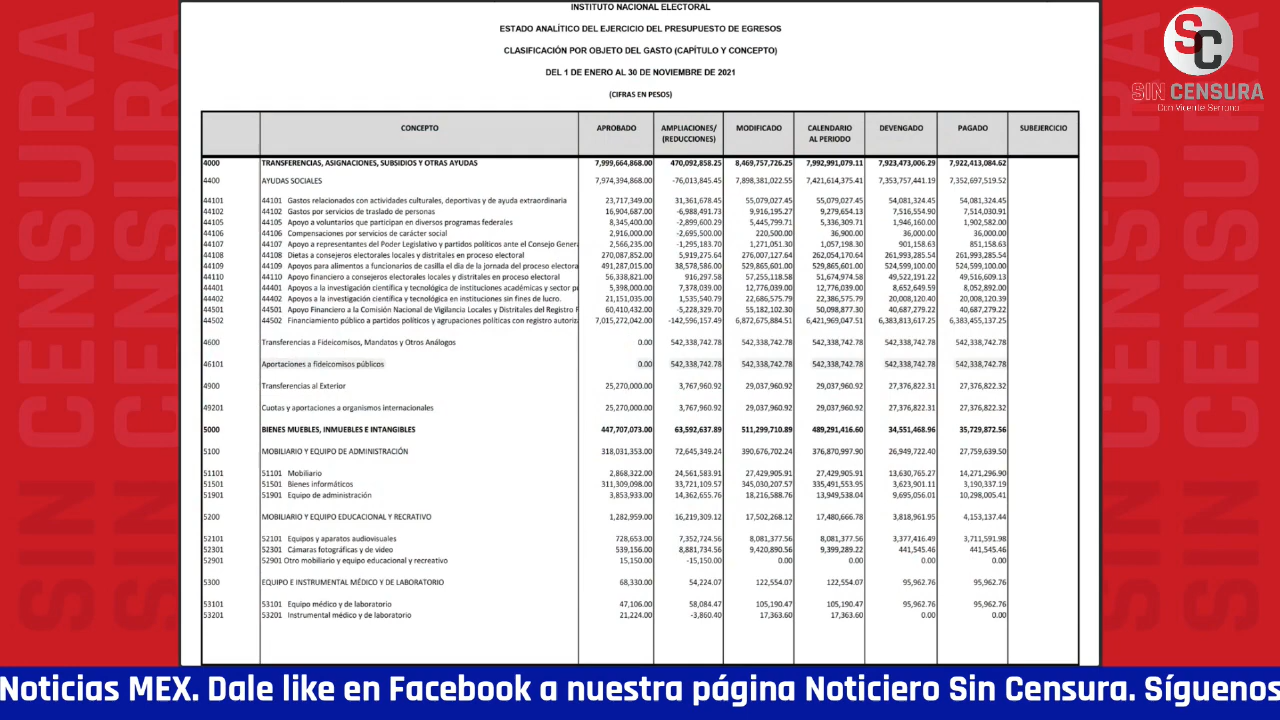 INSTITUTO NACIONAL ELECTORAL
ESTADO ANALÍTICO DEL EJERCICIO DEL PRESUPUESTO DE EGRESOS
CLASIFICACIÓN POR OBJETO DEL GASTO (CAPÍTULO Y CONCEPTO)
DEL 1 DE ENERO AL 30 DE NOVIEMBRE DE 2021
(CIFRAS EN PESOS)
SC
SIN CENSURA
Con Vicente Serrano
CONCEPTO APROBADO AMPLIACIONES/ (REDUCCIONES) MODIFICADO CALENDARIO AL PERIODO DEVENGADO PAGADO SUBEJERCICIO
4000 TRANSFERENCIAS, ASIGNACIONES, SUBSIDIOS Y OTRAS AYUDAS 7,999,664,868.00 470,092,858.25 8,469,757,726.25 7,992,991,079.11 7,923,473,006.29 7,922,413,084.62
4400 AYUDAS SOCIALES 7,974,394,868.00 -76,013,845.45 7,898,381,022.55 7,421,614,375.41 7,353,757,441.19 7,352,697,519.52
44101 44101 Gastos relacionados con actividades culturales, deportivas y de ayuda extraordinaria 23,717,349.00 31,361,678.45 55,079,027.45 55,079,027.45 54,081,324.45 54,081,324.45
44102 44102 Gastos por servicios de traslado de personas 16,904,687.00 -6,988,491.73 9,916,195.27 9,279,654.13 7,516,554.90 7,514,030.91
44105 44105 Apoyo a voluntarios que participan en diversos programas federales 8,345,400.00 -2,899,600.29 5,445,799.71 5,336,309.71 1,946,160.00 1,902,582.00
44106 44106 Compensaciones por servicios de carácter social 2,916,000.00 -2,695,500.00 220,500.00 36,900.00 36,000.00 36,000.00
44107 44107 Apoyo a representantes del Poder Legislativo y partidos políticos ante el Consejo Genera 2,566,235.00 -1,295,183.70 1,271,051.30 1,057,198.30 901,158.63 851,158.63
44108 44108 Dietas a consejeros electorales locales y distritales en proceso electoral 270,087,852.00 5,919,275.64 276,007,127.64 262,054,170.64 261,993,285.54 261,993,285.54
44109 44109 Apoyos para alimentos a funcionarios de casilla el dia de la jornada del proceso electora 491,287,015.00 38,578,586.00 529,865,601.00 529,865,601.00 524,599,100.00 524,599,100.00
44110 44110 Apoyo financiero a consejeros electorales locales y distritales en proceso electoral 56,338,821.00 916,297.58 57,255,118.58 51,674,974.58 49,522,191.22 49,516,609.13
44401 44401 Apoyos a la investigación científica y tecnológica de instituciones académicas y sector p 5,398,000.00 7,378,039.00 12,776,039.00 12,776,039.00 8,652,649.59 8,052,892.00
44402 44402 Apoyos a la investigación científica y tecnológica en instituciones sin fines de lucro. 21,151,035.00 1,535,540.79 22,686,575.79 22,386,575.79 20,008,120.40 20,008,120.39
44501 44501 Apoyo Financiero a la Comisión Nacional de Vigilancia Locales y Distritales del Registro F 60,410,432.00 -5,228,329.70 55,182,102.30 50,098,877.30 40,687,279.22 40,687,279.22
44502 44502 Financiamiento público a partidos políticos y agrupaciones políticas con registro autoriz 7,015,272,042.00 -142,596,157.49 6,872,675,884.51 6,421,969,047.51 6,383,813,617.25 6,383,455,137.25
4600 Transferencias a Fideicomisos, Mandatos y Otros Análogos 0.00 542,338,742.78 542,338,742.78 542,338,742.78 542,338,742.78 542,338,742.78
46101 Aportaciones a fideicomisos públicos 0.00 542,338,742.78 542,338,742.78 542,338,742.78 542,338,742.78 542,338,742.78
4900 Transferencias al Exterior 25,270,000.00 3,767,960.92 29,037,960.92 29,037,960.92 27,376,822.31 27,376,822.32
49201 Cuotas y aportaciones a organismos internacionales 25,270,000.00 3,767,960.92 29,037,960.92 29,037,960.92 27,376,822.31 27,376,822.32
5000 BIENES MUEBLES, INMUEBLES E INTANGIBLES 447,707,073.00 63,592,637.89 511,299,710.89 489,291,416.60 34,551,468.96 35,729,872.56
5100 MOBILIARIO Y EQUIPO DE ADMINISTRACIÓN 318,031,353.00 72,645,349.24 390,676,702.24 376,870,997.90 26,949,722.40 27,759,639.50
51101 51101 Mobiliario 2,868,322.00 24,561,583.91 27,429,905.91 27,429,905.91 13,630,765.27 14,271,296.90
51501 51501 Bienes informáticos 311,309,098.00 33,721,109.57 345,030,207.57 335,491,553.95 3,623,901.11 3,190,337.19
51901 51901 Equipo de administración 3,853,933.00 14,362,655.76 18,216,588.76 13,949,538.04 9,695,056.01 10,298,005.41
5200 MOBILIARIO Y EQUIPO EDUCACIONAL Y RECRATIVO 1,282,959.00 16,219,309.12 17,502,268.12 17,480,666.78 3,818,961.95 4,153,137.44
52101 52101 Equipos y aparatos audiovisuales 728,653.00 7,352,724.56 8,081,377.56 8,081,377.56 3,377,416.49 3,711,591.98
52301 52301 Cámaras fotográficas y de video 539,156.00 8,881,734.56 9,420,890.56 9,399,289.22 441,545.46 441,545.46
52901 52901 Otro mobiliario y equipo educacional y recreativo 15,150.00 -15,150.00 0.00 0.00 0.00 0.00
5300 EQUIPO E INSTRUMENTAL MÉDICO Y DE LABORATORIO 68,330.00 54,224.07 122,554.07 122,554.07 95,962.76 95,962.76
53101 53101 Equipo médico y de laboratorio 47,106.00 58,084.47 105,190.47 105,190.47 95,962.76 95,962.76
53201 53201 Instrumental médico y de laboratorio 21,224.00 -3,860.40 17,363.60 17,363.60 0.00 0.00
SIN CENSURA
SIN CENSURA
SIN CENSURA
SIN CENSURA
Noticias MEX. Dale like en Facebook a nuestra página Noticiero Sin Censura. Síguenos